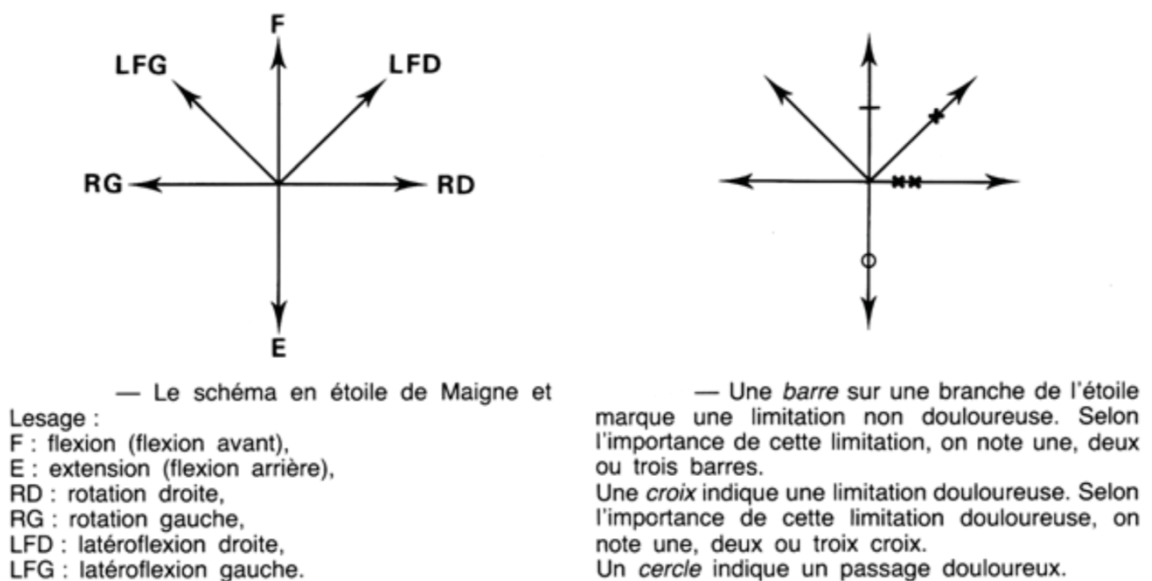 F
LFG
LFD
RG
RD
E
— Le schéma en étoile de Maigne et
Lesage :
F : flexion (flexion avant),
E : extension (flexion arrière),
RD : rotation droite,
RG : rotation gauche,
LFD : latéroflexion droite,
LFG : latéroflexion gauche.
— Une barre sur une branche de l'étoile
marque une limitation non douloureuse. Selon
l'importance de cette limitation, on note une, deux
ou trois barres.
Une croix indique une limitation douloureuse. Selon
l'importance de cette limitation douloureuse, on
note une, deux ou troix croix.
Un cercle indique un passage douloureux.